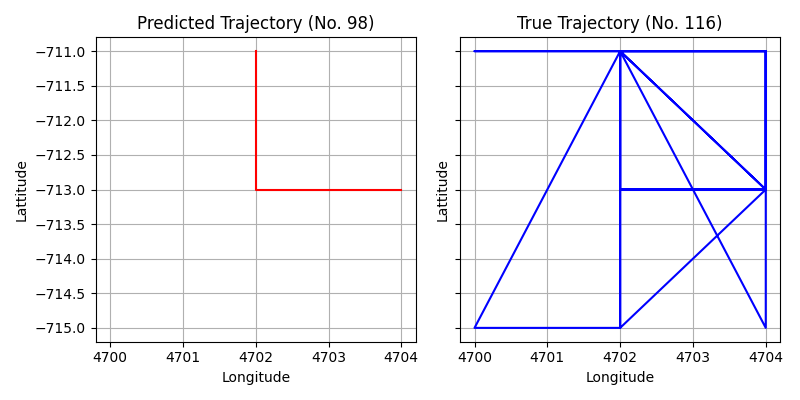 Predicted Trajectory (No. 98)
True Trajectory (No. 116)
−711.0
−711.5
−712.0
−712.5
−713.0
−713.5
−714.0
−714.5
−715.0
Lattitude
Lattitude
4700 4701 4702 4703 4704
4700 4701 4702 4703 4704
Longitude
Longitude